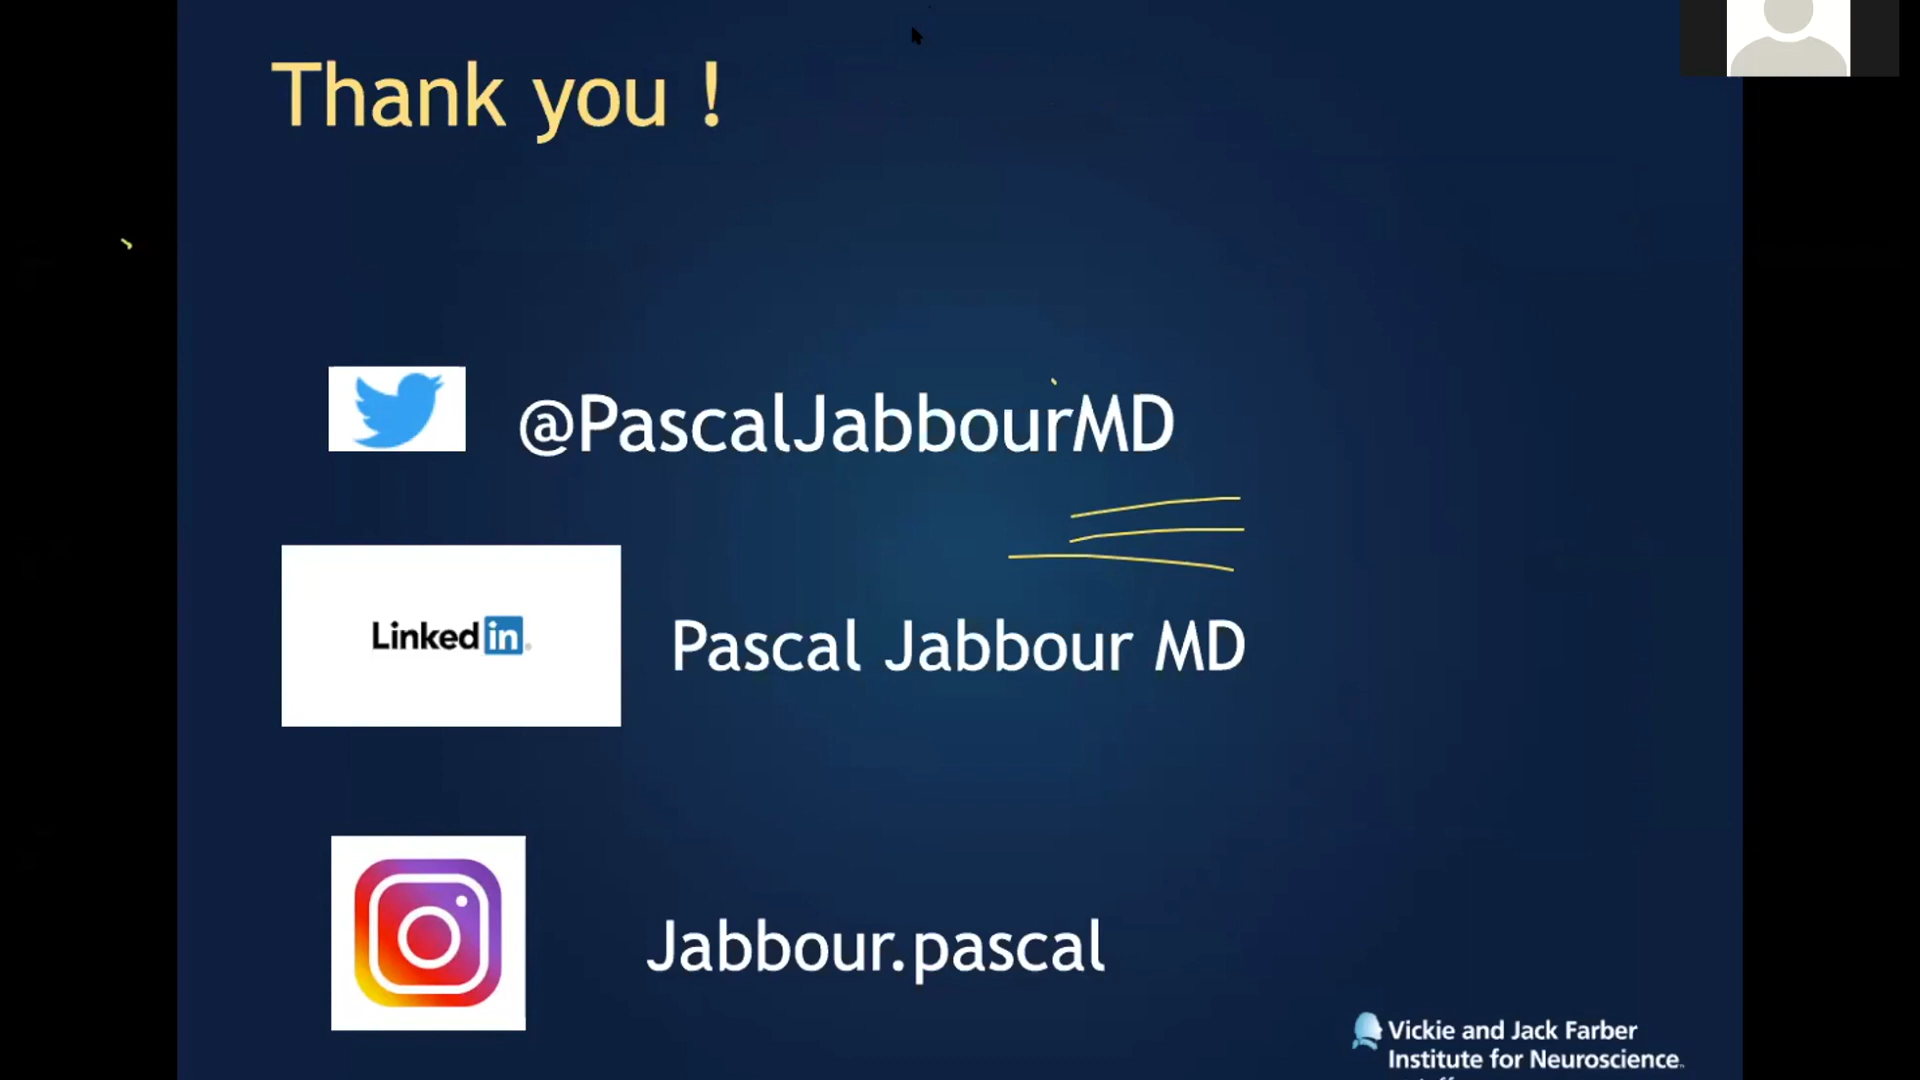 Thank you !
@PascalJabbourMD
Linked in
Pascal Jabbour MD
Jabbour.pascal
Vickie and Jack Farber
Institute for Neuroscience